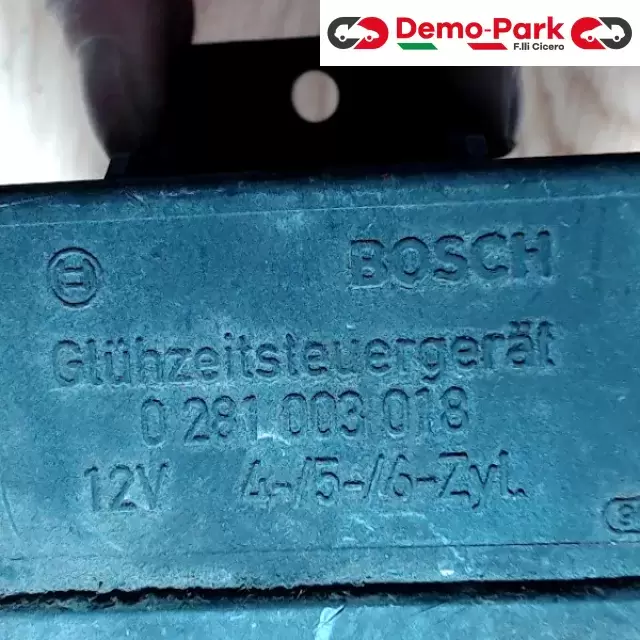 Demo-Park
F.lli Cicero
BOSCH
Glühzeitsteuergerät
0 281 003 018
12V 4-/5-/6-Zyl.